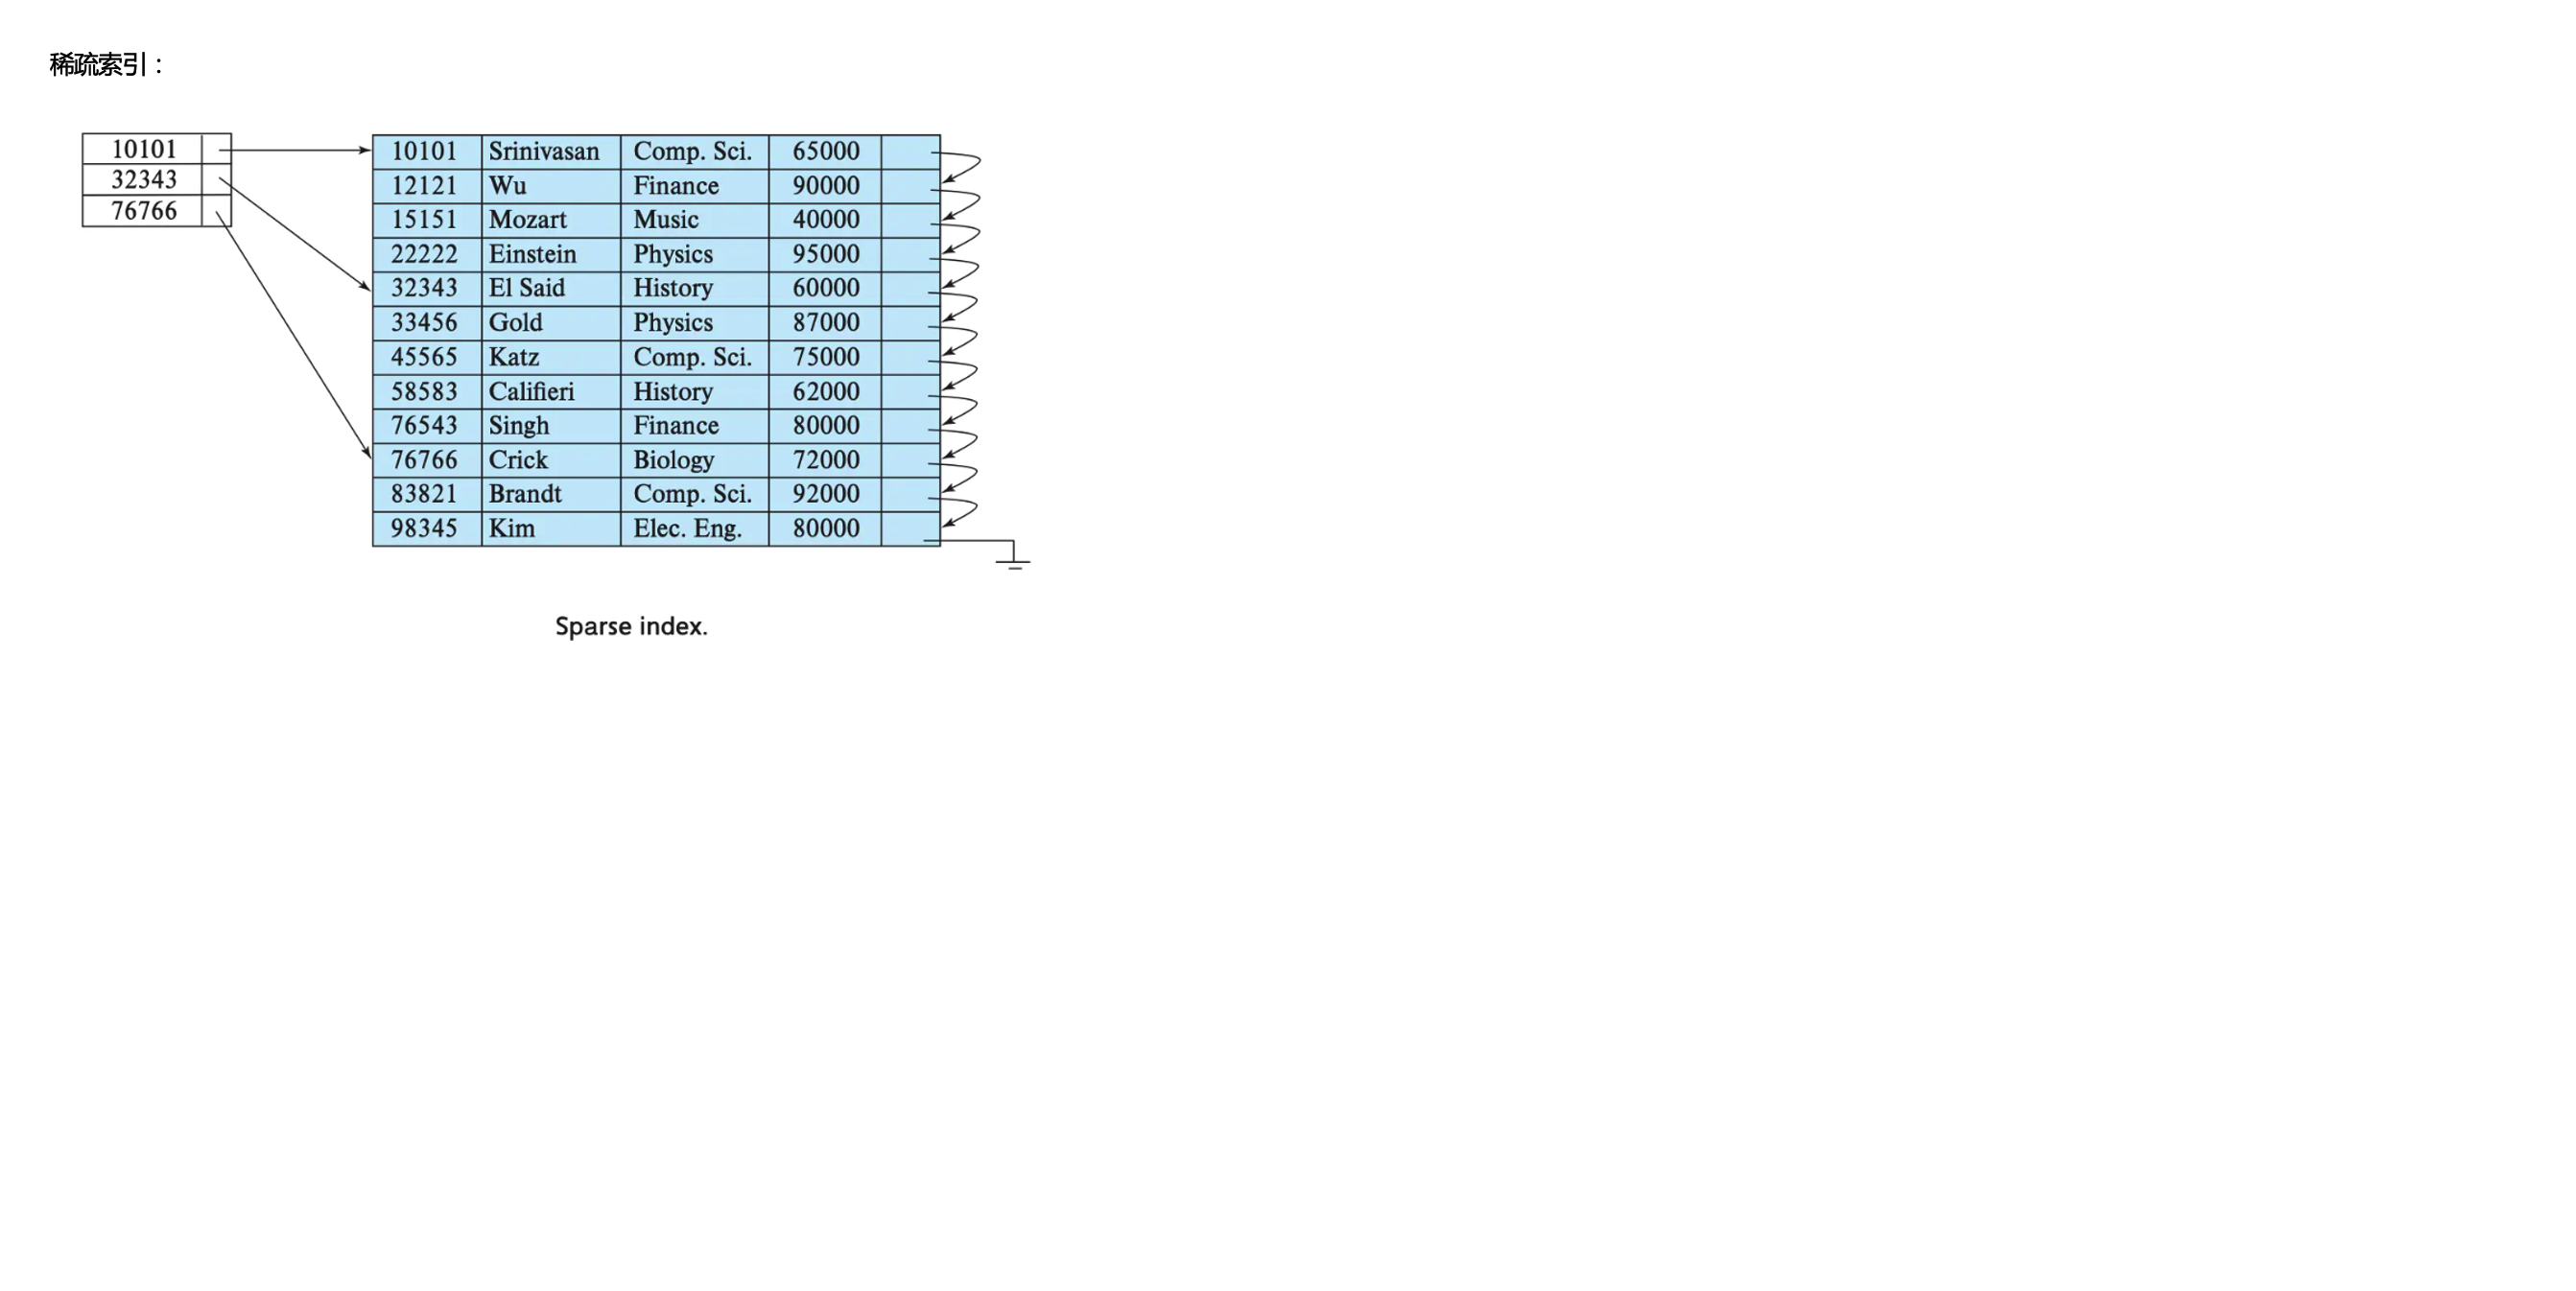 稀疏索引：
10101
32343
76766
10101 Srinivasan Comp. Sci. 65000
12121 Wu Finance 90000
15151 Mozart Music 40000
22222 Einstein Physics 95000
32343 El Said History 60000
33456 Gold Physics 87000
45565 Katz Comp. Sci. 75000
58583 Califieri History 62000
76543 Singh Finance 80000
76766 Crick Biology 72000
83821 Brandt Comp. Sci. 92000
98345 Kim Elec. Eng. 80000
Sparse index.